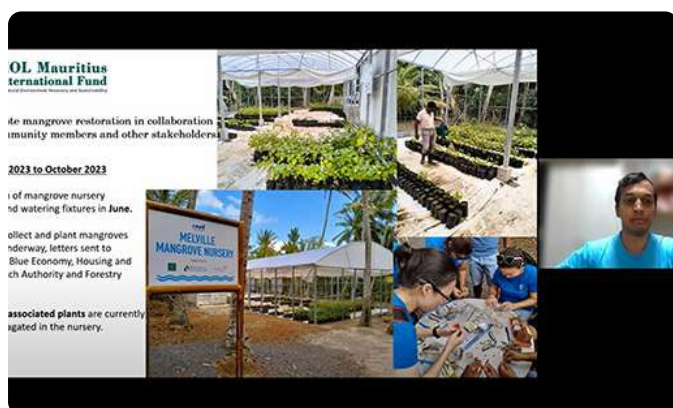 OL Mauritius
ternational Fund
te mangrove restoration in collaboration
munity members and other stakeholders
2023 to October 2023
of mangrove nursery
nd watering fixtures in June.
ollect and plant mangroves
nderway, letters sent to
Blue Economy, Housing and
ch Authority and Forestry
associated plants are currently
agated in the nursery.
MELVILLE
MANGROVE NURSERY